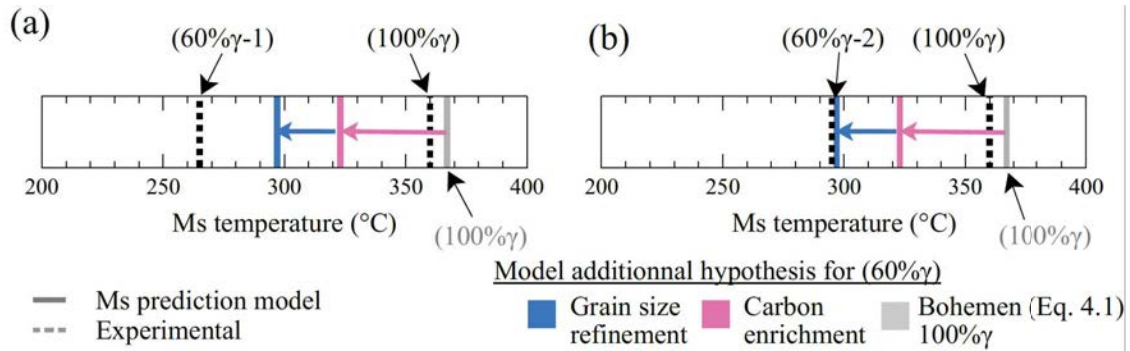 (a)
(60%γ-1)
(100%γ)
200 250 300 350 400
Ms temperature (°C)
(100%γ)
(b)
(60%γ-2)
(100%γ)
200 250 300 350 400
Ms temperature (°C)
(100%γ)
Model additionnal hypothesis for (60%γ)
Ms prediction model
Experimental
Grain size
refinement
Carbon
enrichment
Bohemen (Eq. 4.1)
100%γ